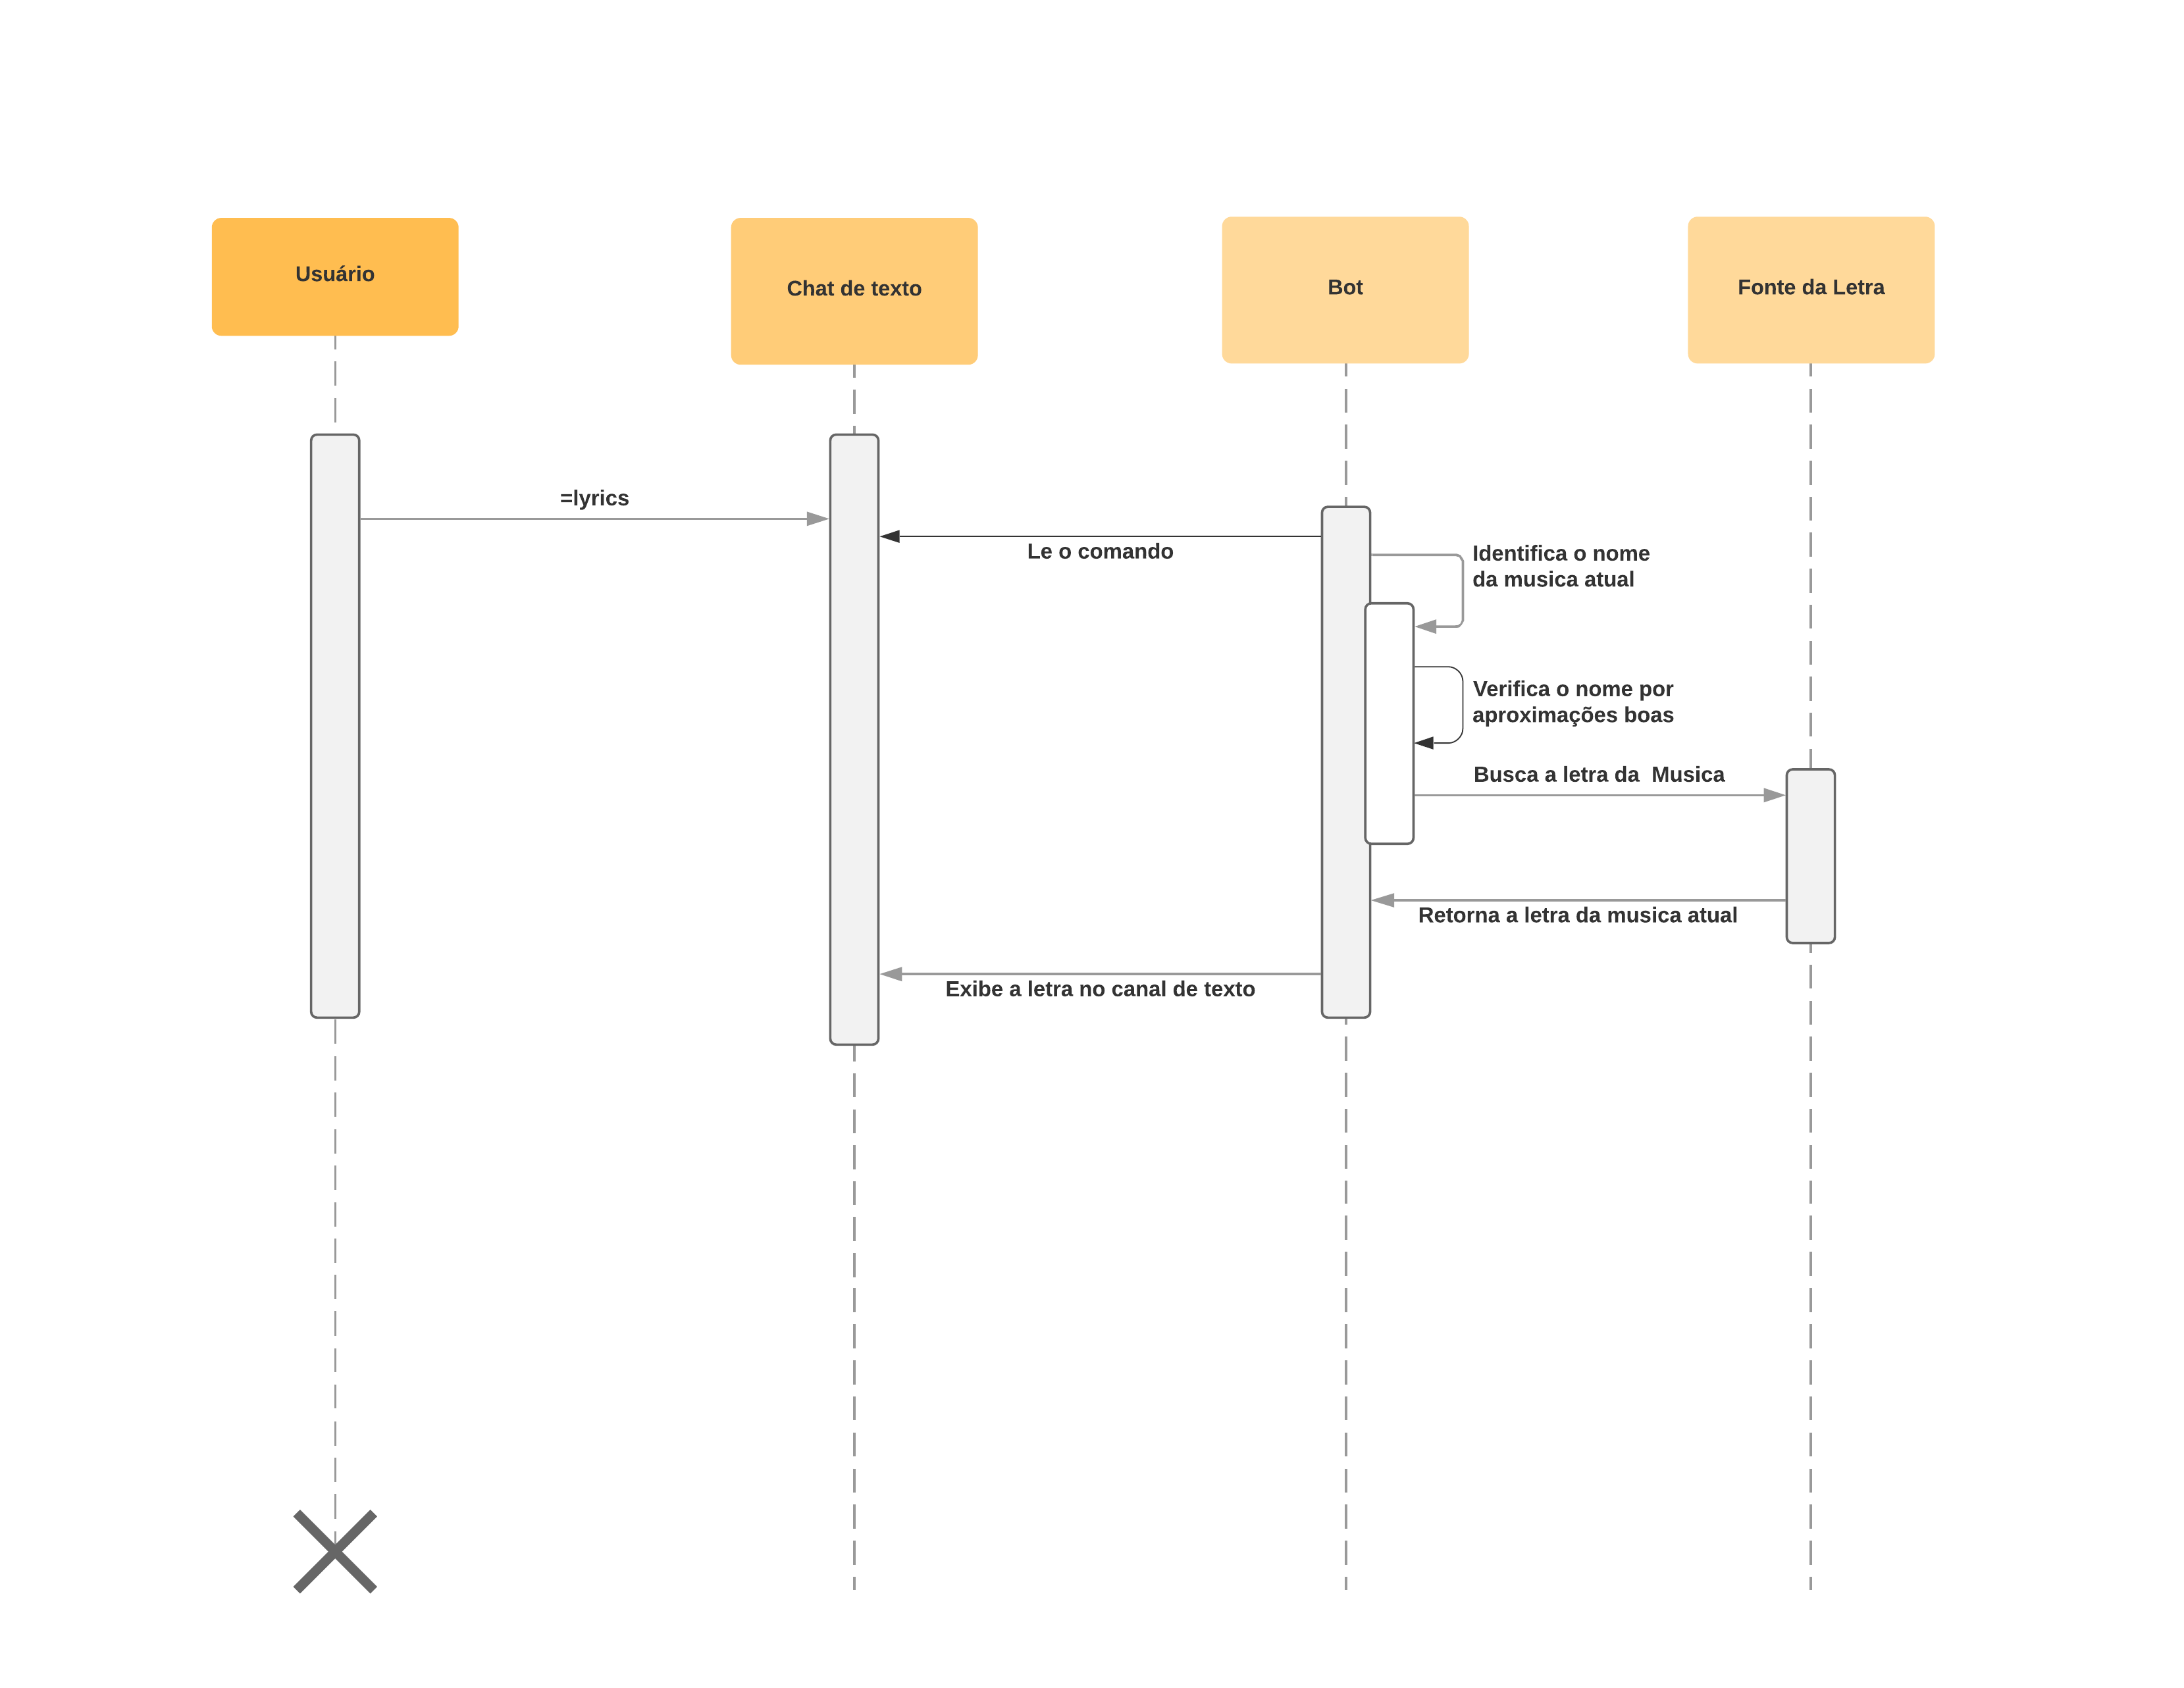 Usuário
Chat de texto
Bot
Fonte da Letra
=lyrics
Le o comando
Identifica o nome
da musica atual
Verifica o nome por
aproximações boas
Busca a letra da  Musica
Retorna a letra da musica atual
Exibe a letra no canal de texto